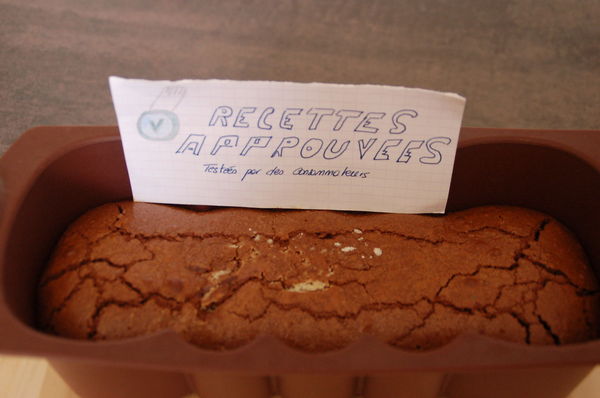 RECETTES
APPROUVEES
Testées par des consommateurs